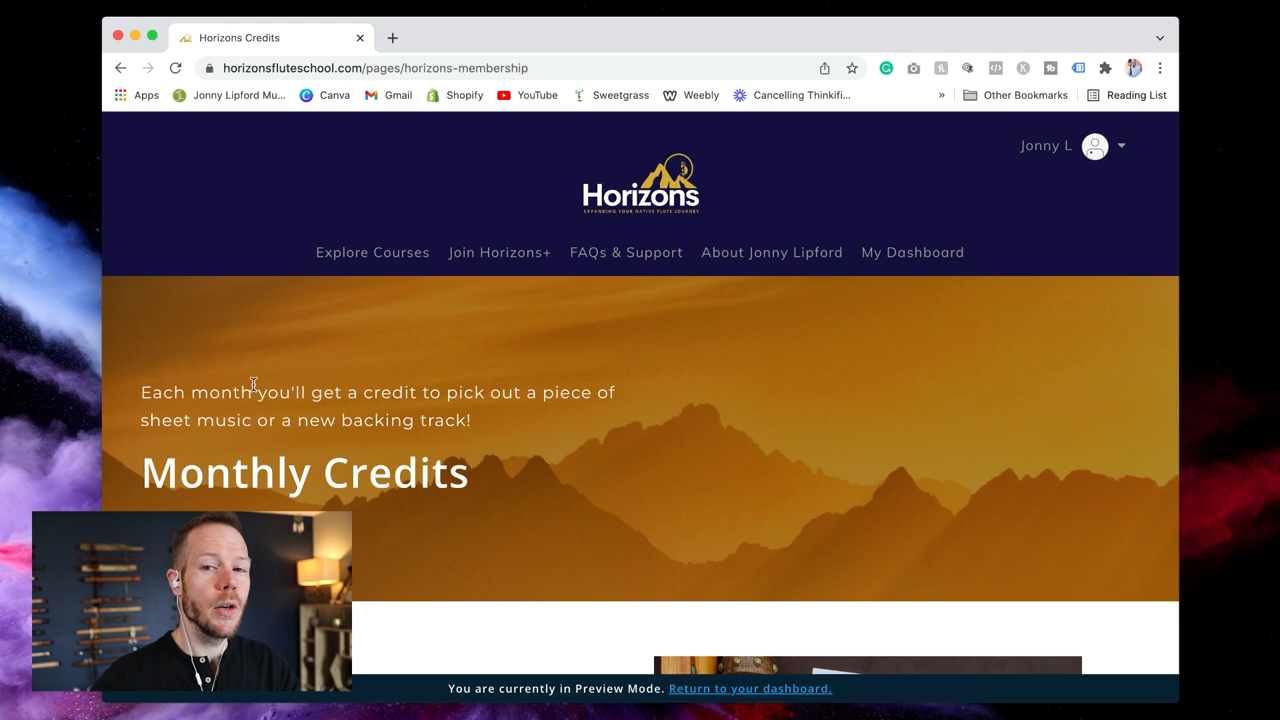 Horizons Credits
horizonsfluteschool.com/pages/horizons-membership
Apps Jonny Lipford Mu... Canva Gmail Shopify YouTube Sweetgrass Weebly Cancelling Thinkifi... » Other Bookmarks Reading List
Jonny L
Horizons
EXPANDING YOUR NATIVE FLUTE JOURNEY
Explore Courses Join Horizons+ FAQs & Support About Jonny Lipford My Dashboard
Each month you'll get a credit to pick out a piece of
sheet music or a new backing track!
Monthly Credits
You are currently in Preview Mode. Return to your dashboard.